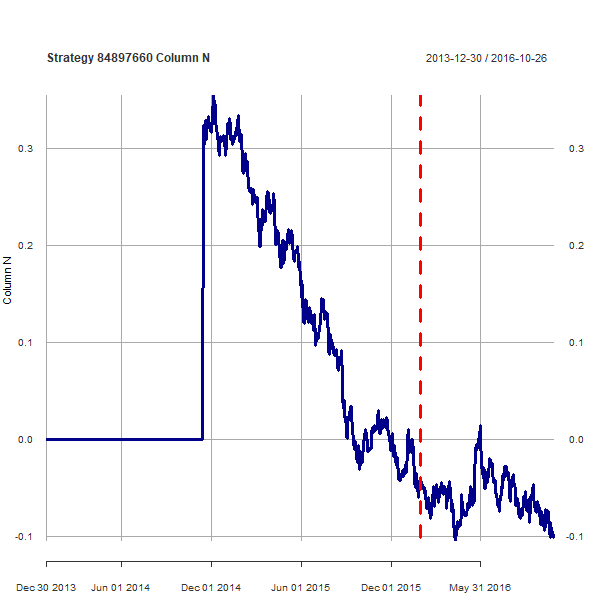 Strategy 84897660 Column N 2013-12-30 / 2016-10-26
0.3 0.3
0.2 0.2
Column N
0.1 0.1
0.0 0.0
-0.1 -0.1
Dec 30 2013 Jun 01 2014 Dec 01 2014 Jun 01 2015 Dec 01 2015 May 31 2016